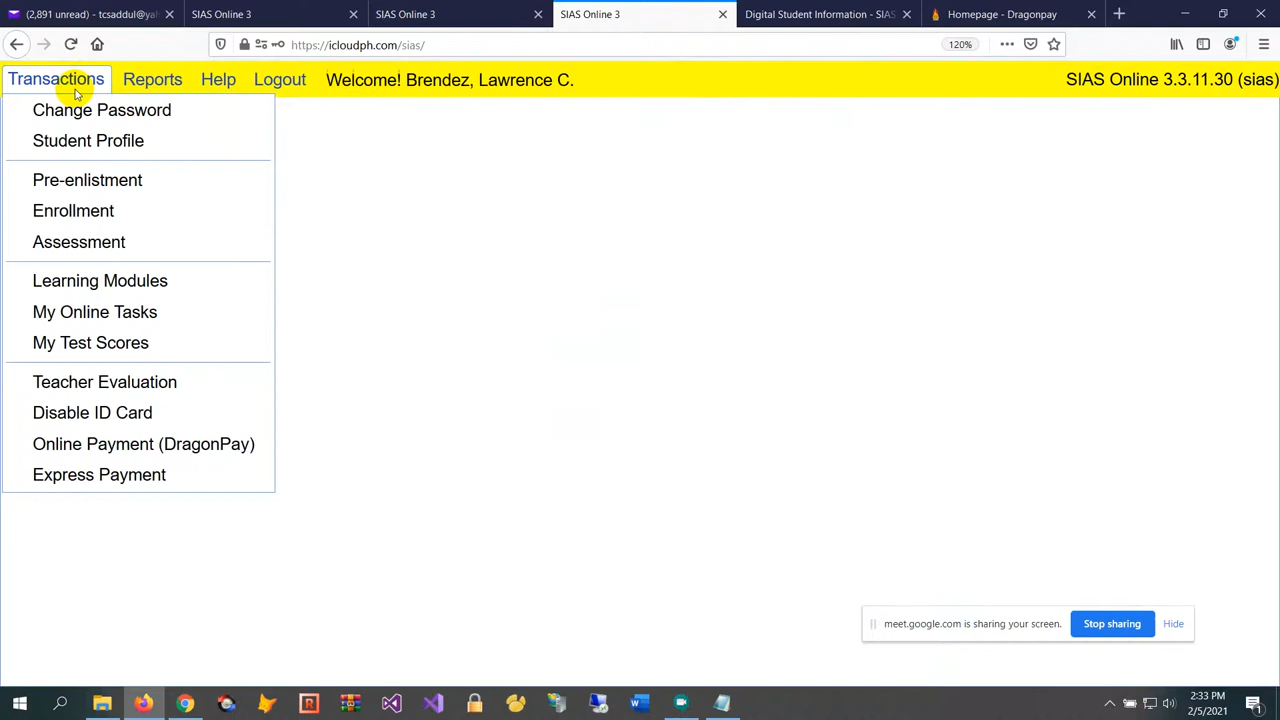 (2,891 unread) - tcsaddul@yah
SIAS Online 3
SIAS Online 3
SIAS Online 3
Digital Student Information - SIAS
Homepage - Dragonpay
https://icloudph.com/sias/
120%
Transactions
Reports
Help
Logout
Welcome! Brendez, Lawrence C.
SIAS Online 3.3.11.30 (sias)
Change Password
Student Profile
Pre-enlistment
Enrollment
Assessment
Learning Modules
My Online Tasks
My Test Scores
Teacher Evaluation
Disable ID Card
Online Payment (DragonPay)
Express Payment
meet.google.com is sharing your screen.
Stop sharing
Hide
2:33 PM
2/5/2021